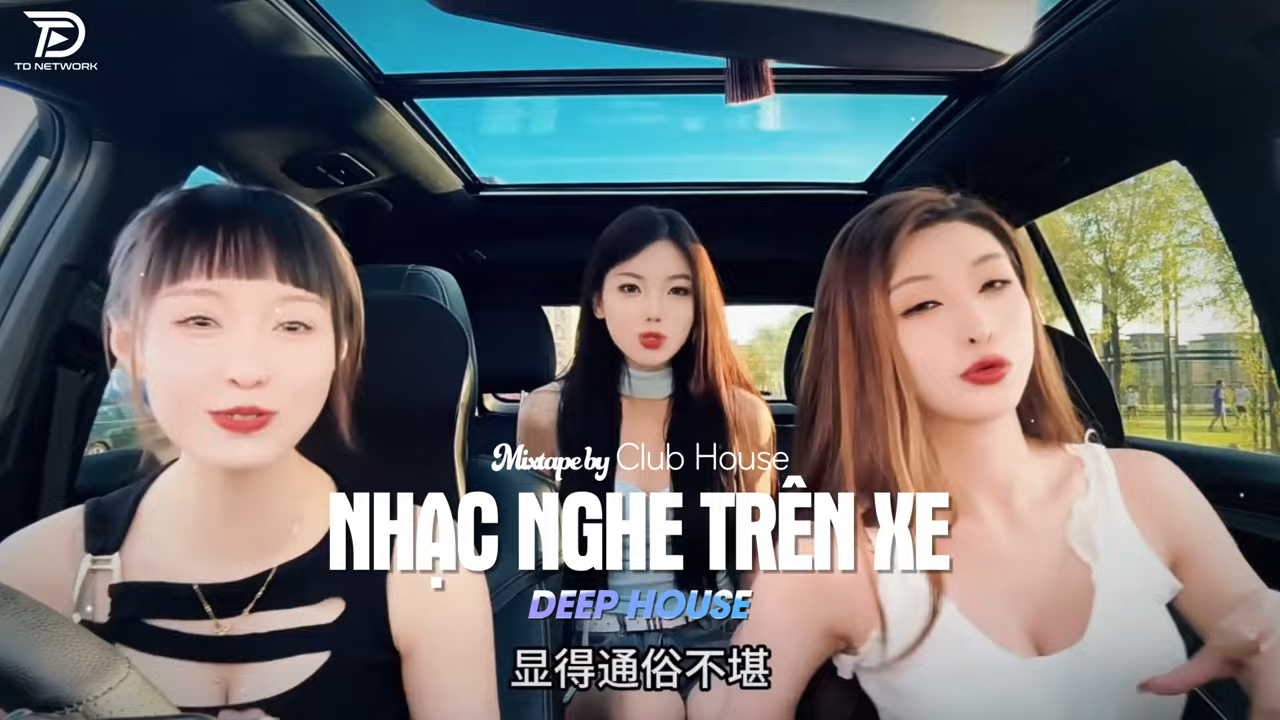 TD NETWORK
Mixtape by Club House
NHẠC NGHE TRÊN XE
DEEP HOUSE
显得通俗不堪